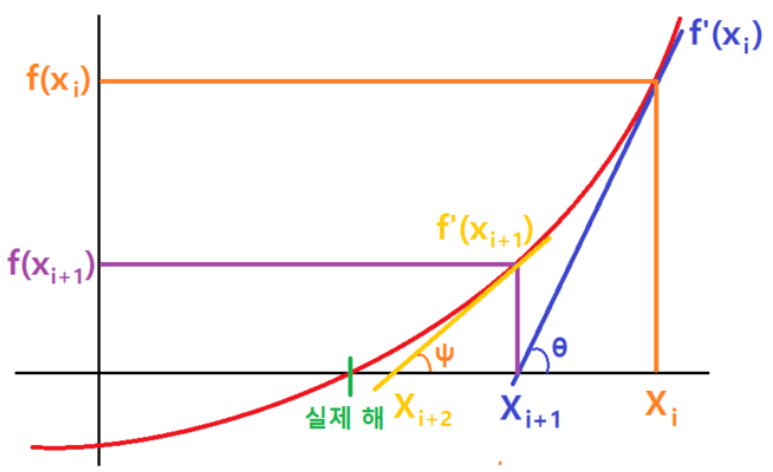 f'(xᵢ)
f(xᵢ)
f'(xᵢ₊₁)
f(xᵢ₊₁)
ψ
θ
실제 해
Xᵢ₊₂
Xᵢ₊₁
Xᵢ